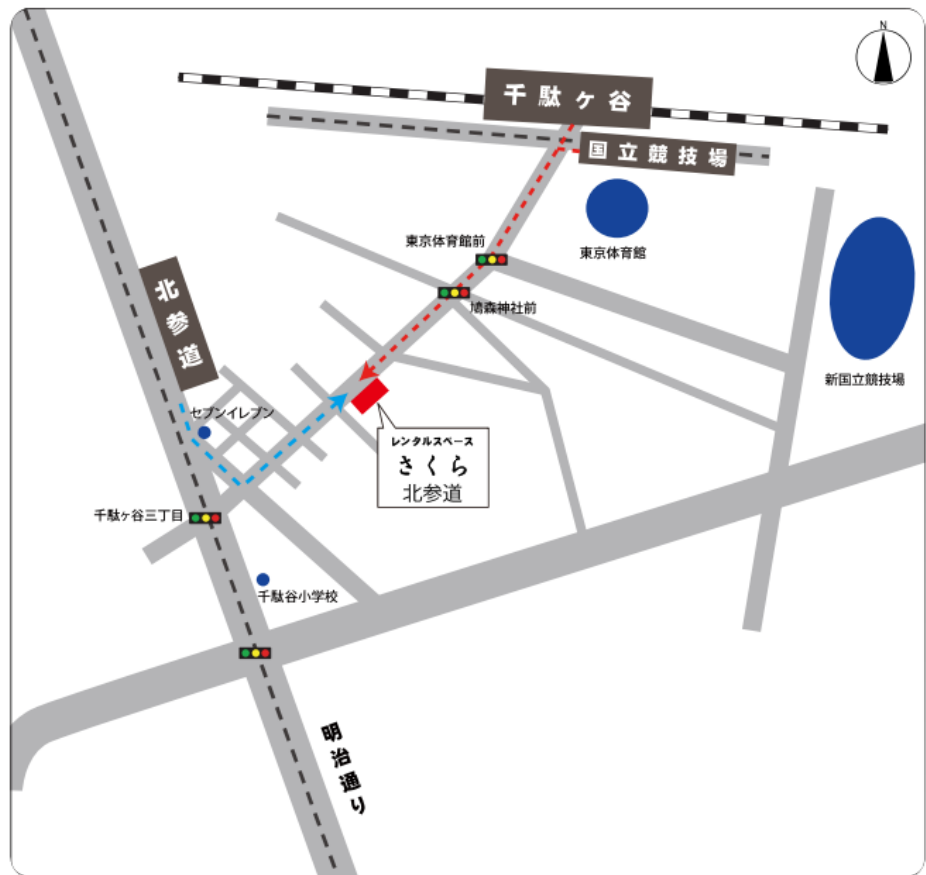 N
千駄ヶ谷
国立競技場
東京体育館前
東京体育館
鳩森神社前
北参道
新国立競技場
セブンイレブン
レンタルスペース
さくら
北参道
千駄ヶ谷三丁目
千駄谷小学校
明治通り